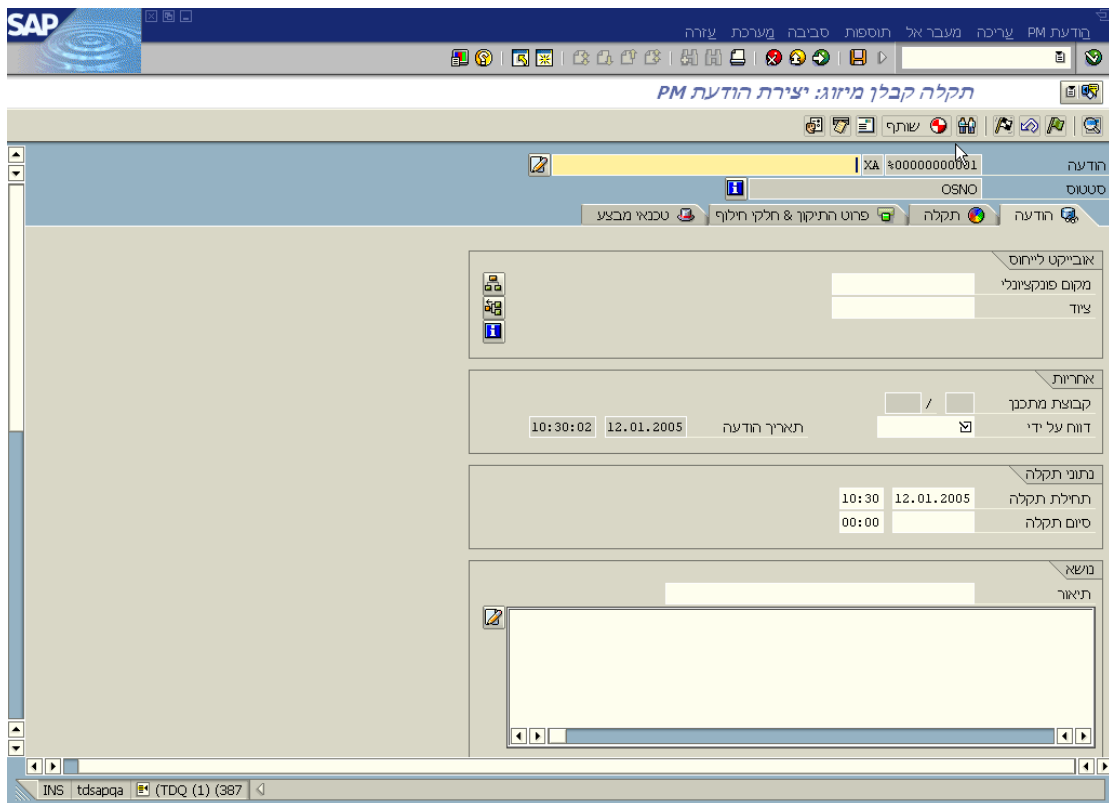 SAP
הודעת PM עריכה מעבר אל תוספות סביבה מערכת עזרה
תקלה קבלן מיזוג: יצירת הודעת PM
שותף
הודעה %00000000001 XA
סטטוס OSNO
הודעה תקלה פרוט התיקון & חלקי חילוף טכנאי מבצע
אובייקט לייחוס
מקום פונקציונלי
ציוד
אחריות
קבוצת מתכנן /
דווח על ידי תאריך הודעה 12.01.2005 10:30:02
נתוני תקלה
תחילת תקלה 12.01.2005 10:30
סיום תקלה 00:00
נושא
תיאור
INS tdsapqa (TDQ (1) (387